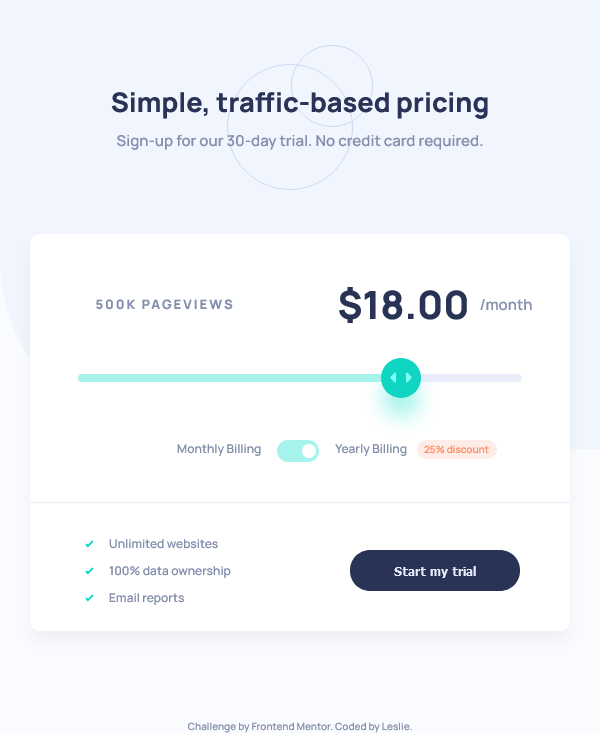 Simple, traffic-based pricing
Sign-up for our 30-day trial. No credit card required.
500K PAGEVIEWS
$18.00 /month
Monthly Billing
Yearly Billing 25% discount
Unlimited websites
100% data ownership
Email reports
Start my trial
Challenge by Frontend Mentor. Coded by Leslie.